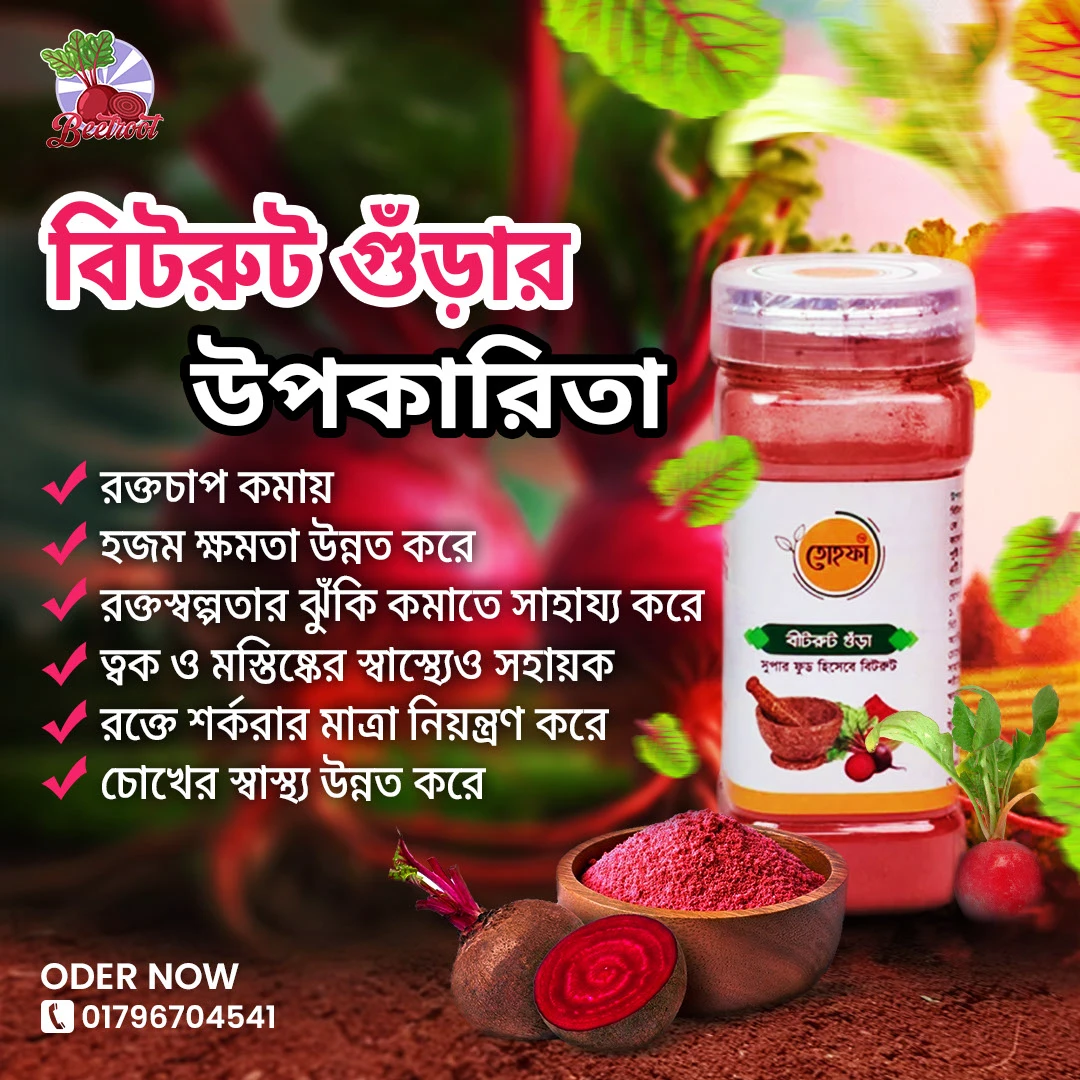 Beetroot
বিটরুট গুঁড়ার
উপকারিতা
রক্তচাপ কমায়
হজম ক্ষমতা উন্নত করে
রক্তস্বল্পতার ঝুঁকি কমাতে সাহায্য করে
ত্বক ও মস্তিষ্কের স্বাস্থ্যেও সহায়ক
রক্তে শর্করার মাত্রা নিয়ন্ত্রণ করে
চোখের স্বাস্থ্য উন্নত করে
তোহফা
বীটরুট গুঁড়া
সুপার ফুড হিসেবে বিটরুট
ODER NOW
01796704541